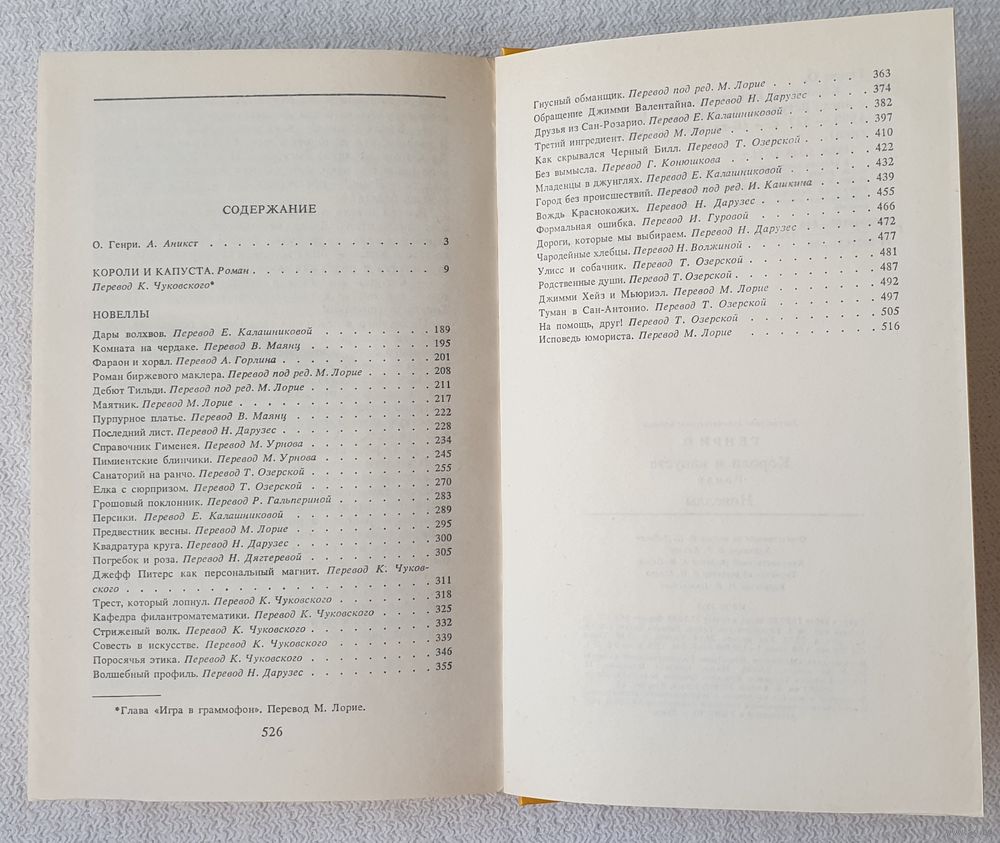 СОДЕРЖАНИЕ
О. Генри. А. Аникст . . . . . . . . . . . . . . . . 3
КОРОЛИ И КАПУСТА. Роман . . . . . . . . . . . . . 9
Перевод К. Чуковского*
НОВЕЛЛЫ
Дары волхвов. Перевод Е. Калашниковой . . . . . . . 189
Комната на чердаке. Перевод В. Маянц . . . . . . . 195
Фараон и хорал. Перевод А. Горлина . . . . . . . . 201
Роман биржевого маклера. Перевод под ред. М. Лорие . . . . 208
Дебют Тильди. Перевод под ред. М. Лорие . . . . . . . 211
Маятник. Перевод М. Лорие . . . . . . . . . . . 217
Пурпурное платье. Перевод В. Маянц . . . . . . . . 222
Последний лист. Перевод Н. Дарузес . . . . . . . . 228
Справочник Гименея. Перевод М. Урнова . . . . . . . 234
Пимиентские блинчики. Перевод М. Урнова . . . . . . 245
Санаторий на ранчо. Перевод Т. Озерской . . . . . . . 255
Елка с сюрпризом. Перевод Т. Озерской . . . . . . . 270
Грошовый поклонник. Перевод Р. Гальпериной . . . . . 283
Персики. Перевод Е. Калашниковой . . . . . . . . 289
Предвестник весны. Перевод М. Лорие . . . . . . . . 295
Квадратура круга. Перевод Н. Дарузес . . . . . . . . 300
Погребок и роза. Перевод Н. Дягтеревой . . . . . . . 305
Джефф Питерс как персональный магнит. Перевод К. Чуков-
ского . . . . . . . . . . . . . . . . . . 311
Трест, который лопнул. Перевод К. Чуковского . . . . . 318
Кафедра филантроматематики. Перевод К. Чуковского . . . 325
Стриженый волк. Перевод К. Чуковского . . . . . . . 332
Совесть в искусстве. Перевод К. Чуковского . . . . . . 339
Поросячья этика. Перевод К. Чуковского . . . . . . . 346
Волшебный профиль. Перевод Н. Дарузес . . . . . . . 355
*Глава «Игра в граммофон». Перевод М. Лорие.
526
Гнусный обманщик. Перевод под ред. М. Лорие . . . . . . 363
Обращение Джимми Валентайна. Перевод Н. Дарузес . . . . 374
Друзья из Сан-Розарио. Перевод Е. Калашниковой . . . . . 382
Третий ингредиент. Перевод М. Лорие . . . . . . . . 397
Как скрывался Черный Билл. Перевод Т. Озерской . . . . . 410
Без вымысла. Перевод Г. Конюшкова . . . . . . . . 422
Младенцы в джунглях. Перевод Е. Калашниковой . . . . . 432
Город без происшествий. Перевод под ред. И. Кашкина . . . . 439
Вождь Краснокожих. Перевод Н. Дарузес . . . . . . . 455
Формальная ошибка. Перевод И. Гуровой . . . . . . . 466
Дороги, которые мы выбираем. Перевод Н. Дарузес . . . . . 472
Чародейные хлебцы. Перевод Н. Волжиной . . . . . . . 477
Улисс и собачник. Перевод Т. Озерской . . . . . . . 481
Родственные души. Перевод Т. Озерской . . . . . . . . 487
Джимми Хейз и Мьюриэл. Перевод М. Лорие . . . . . . 492
Туман в Сан-Антонио. Перевод Т. Озерской . . . . . . 497
На помощь, друг! Перевод Т. Озерской . . . . . . . . 505
Исповедь юмориста. Перевод М. Лорие . . . . . . . . 516